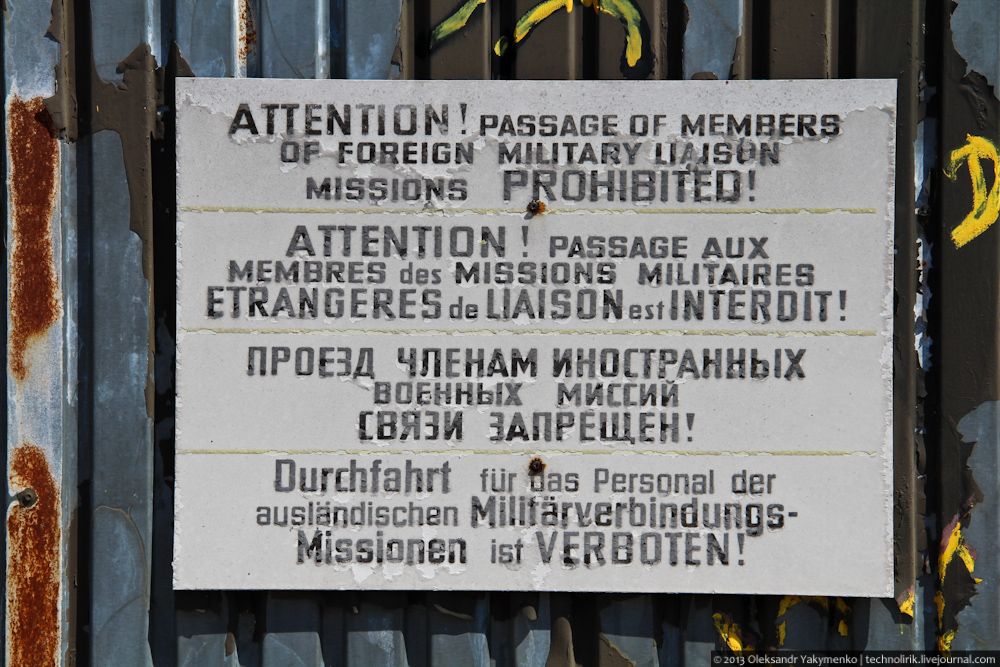 ATTENTION! PASSAGE OF MEMBERS
OF FOREIGN MILITARY LIAISON
MISSIONS PROHIBITED!
ATTENTION! PASSAGE AUX
MEMBRES des MISSIONS MILITAIRES
ETRANGERES de LIAISON est INTERDIT!
ПРОЕЗД ЧЛЕНАМ ИНОСТРАННЫХ
ВОЕННЫХ МИССИЙ
СВЯЗИ ЗАПРЕЩЕН!
Durchfahrt für das Personal der
ausländischen Militärverbindungs-
Missionen ist VERBOTEN!
© 2013 Oleksandr Yakymenko | technolirik.livejournal.com